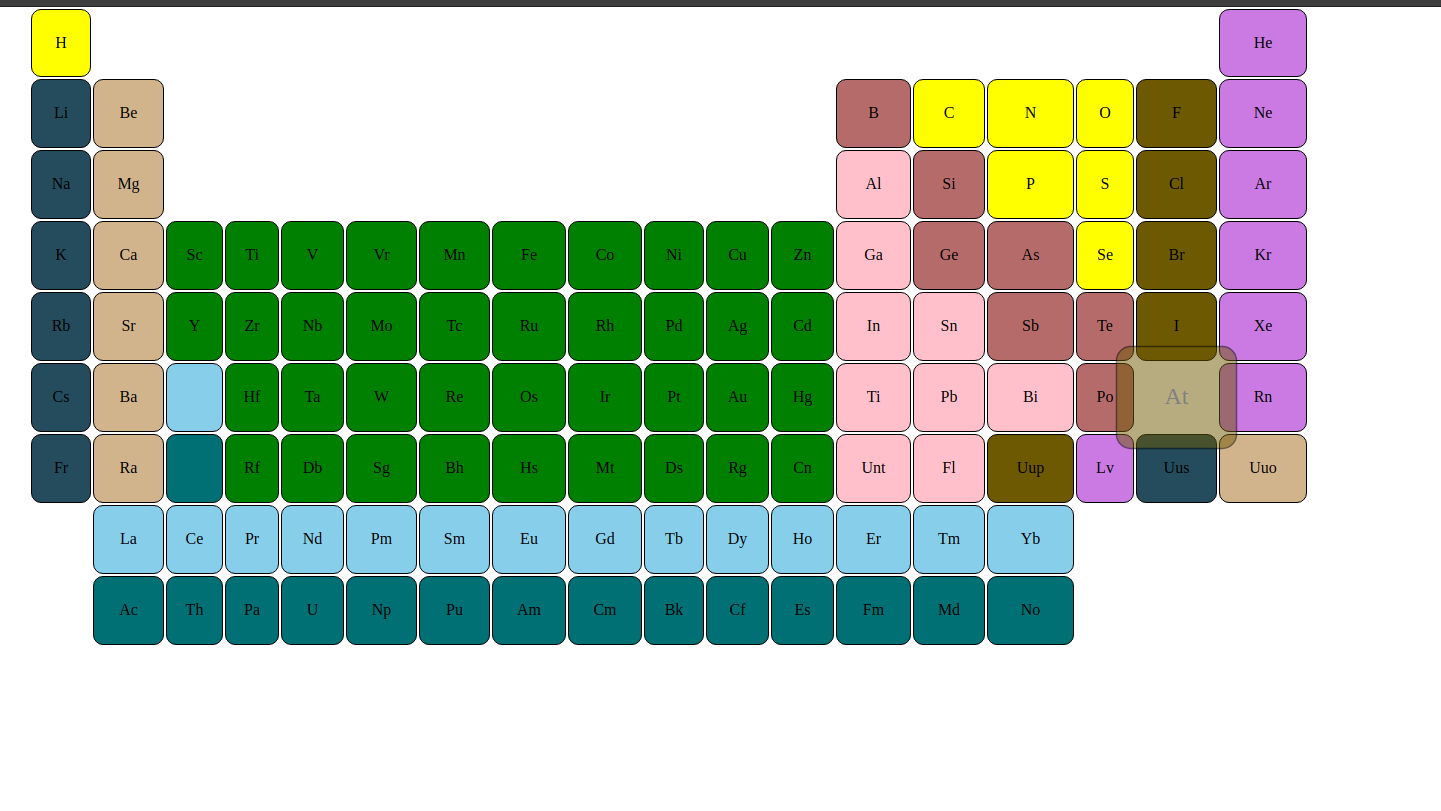 H He
Li Be B C N O F Ne
Na Mg Al Si P S Cl Ar
K Ca Sc Ti V Vr Mn Fe Co Ni Cu Zn Ga Ge As Se Br Kr
Rb Sr Y Zr Nb Mo Tc Ru Rh Pd Ag Cd In Sn Sb Te I Xe
Cs Ba Hf Ta W Re Os Ir Pt Au Hg Ti Pb Bi Po At Rn
Fr Ra Rf Db Sg Bh Hs Mt Ds Rg Cn Unt Fl Uup Lv Uus Uuo
La Ce Pr Nd Pm Sm Eu Gd Tb Dy Ho Er Tm Yb
Ac Th Pa U Np Pu Am Cm Bk Cf Es Fm Md No